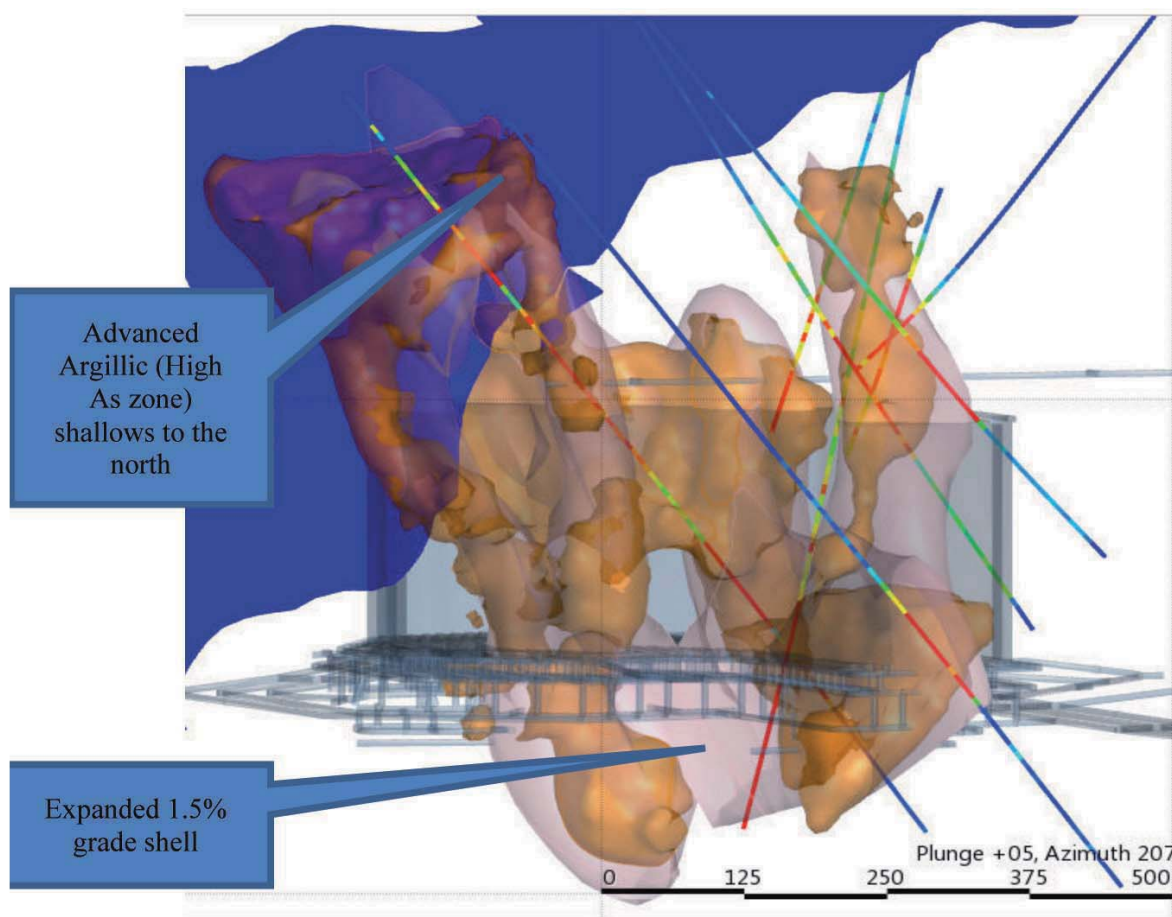 Advanced
Argillic (High
As zone)
shallows to the
north
Expanded 1.5%
grade shell
Plunge +05, Azimuth 207
0 125 250 375 500